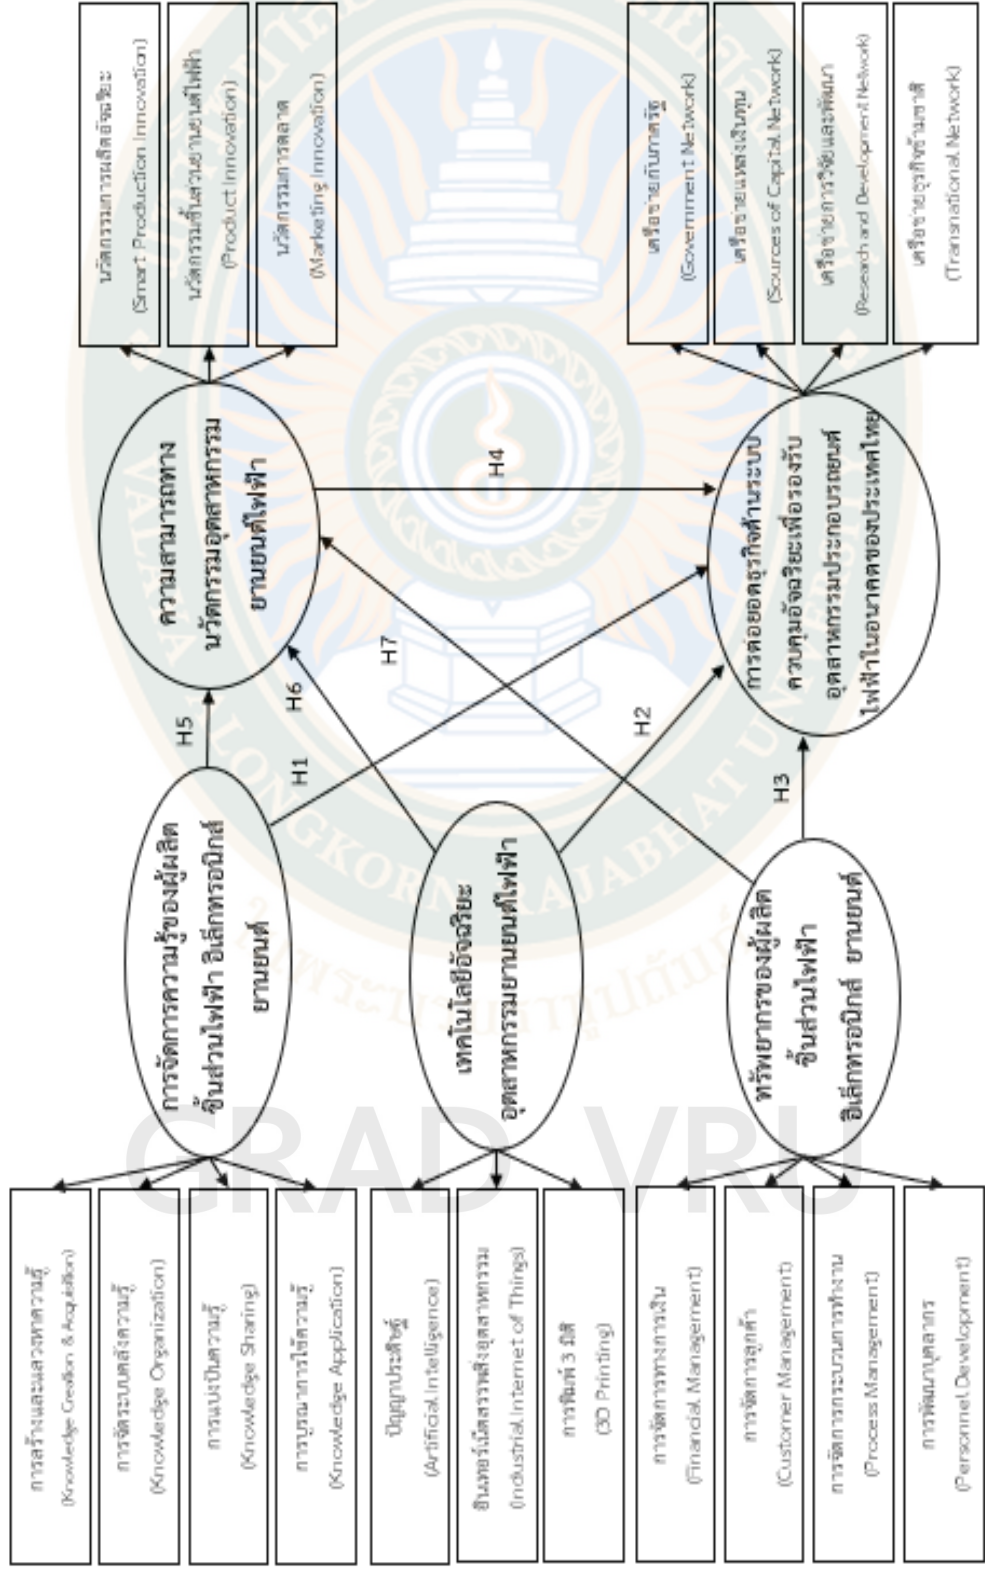 การสร้างและแสวงหาความรู้
(Knowledge Creation & Acquisition)
การจัดระบบคลังความรู้
(Knowledge Organization)
การแบ่งปันความรู้
(Knowledge Sharing)
การบูรณาการใช้ความรู้
(Knowledge Application)
ปัญญาประดิษฐ์
(Artificial Intelligence)
อินเทอร์เน็ตสรรพสิ่งอุตสาหกรรม
(Industrial Internet of Things)
การพิมพ์ 3 มิติ
(3D Printing)
การจัดการทางการเงิน
(Financial Management)
การจัดการลูกค้า
(Customer Management)
การจัดการกระบวนการทำงาน
(Process Management)
การพัฒนาบุคลากร
(Personnel Development)
การจัดการความรู้ของผู้ผลิต
ชิ้นส่วนไฟฟ้า อิเล็กทรอนิกส์
ยานยนต์
เทคโนโลยีอัจฉริยะ
อุตสาหกรรมยานยนต์ไฟฟ้า
ทรัพยากรของผู้ผลิต
ชิ้นส่วนไฟฟ้า
อิเล็กทรอนิกส์ ยานยนต์
H5
H1
H6
H7
H2
H3
H4
ความสามารถทาง
นวัตกรรมอุตสาหกรรม
ยานยนต์ไฟฟ้า
การต่อยอดธุรกิจด้านระบบ
ควบคุมอัจฉริยะเพื่อรองรับ
อุตสาหกรรมประกอบรถยนต์
ไฟฟ้าในอนาคตของประเทศไทย
นวัตกรรมการผลิตอัจฉริยะ
(Smart Production Innovation)
นวัตกรรมชิ้นส่วนยานยนต์ไฟฟ้า
(Product Innovation)
นวัตกรรมการตลาด
(Marketing Innovation)
เครือข่ายกับภาครัฐ
(Government Network)
เครือข่ายแหล่งเงินทุน
(Sources of Capital Network)
เครือข่ายการวิจัยและพัฒนา
(Research and Development Network)
เครือข่ายธุรกิจข้ามชาติ
(Transnational Network)
GRAD VRU